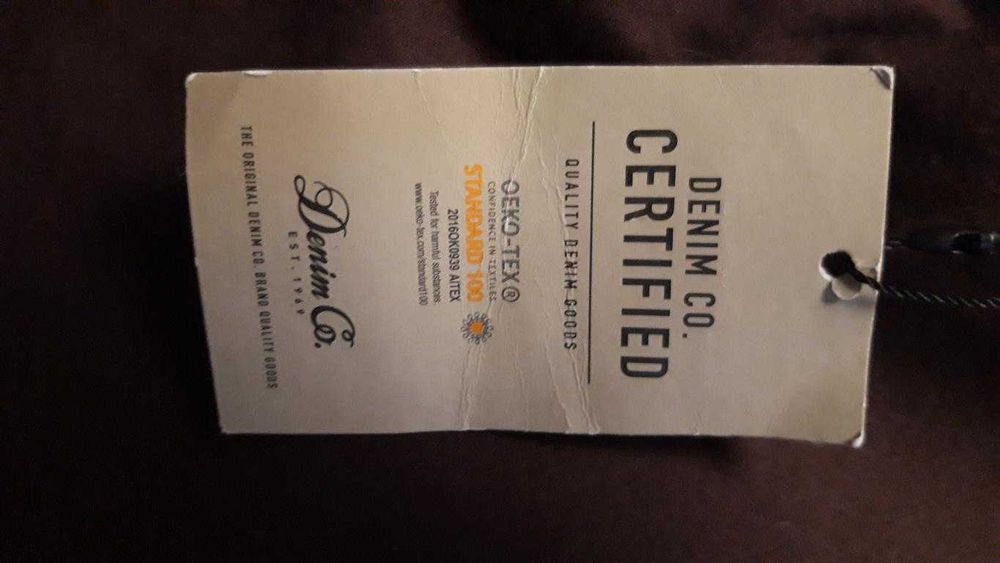 DENIM CO.
CERTIFIED
QUALITY DENIM GOODS
OEKO-TEX®
CONFIDENCE IN TEXTILES
STANDARD 100
2016OK0939 AITEX
Tested for harmful substances.
www.oeko-tex.com/standard100
Denim Co.
EST. 1969
THE ORIGINAL DENIM CO. BRAND QUALITY GOODS